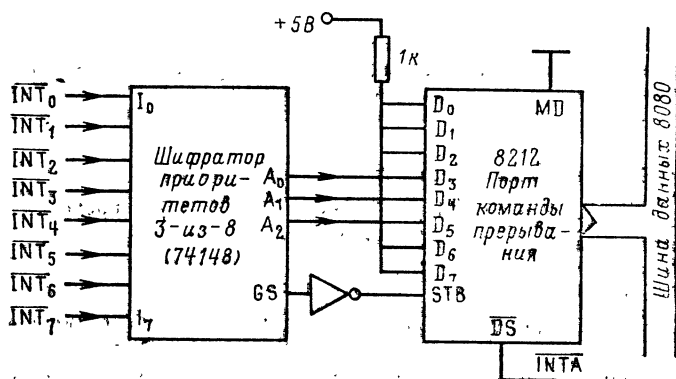 +5В
1к
INT0
INT1
INT2
INT3
INT4
INT5
INT6
INT7
I0
I7
Шифратор
приори-
тетов
3-из-8
(74148)
A0
A1
A2
GS
D0
D1
D2
D3
D4
D5
D6
D7
STB
MD
8212
Порт
команды
прерыва-
ния
DS
INTA
Шина данных 8080